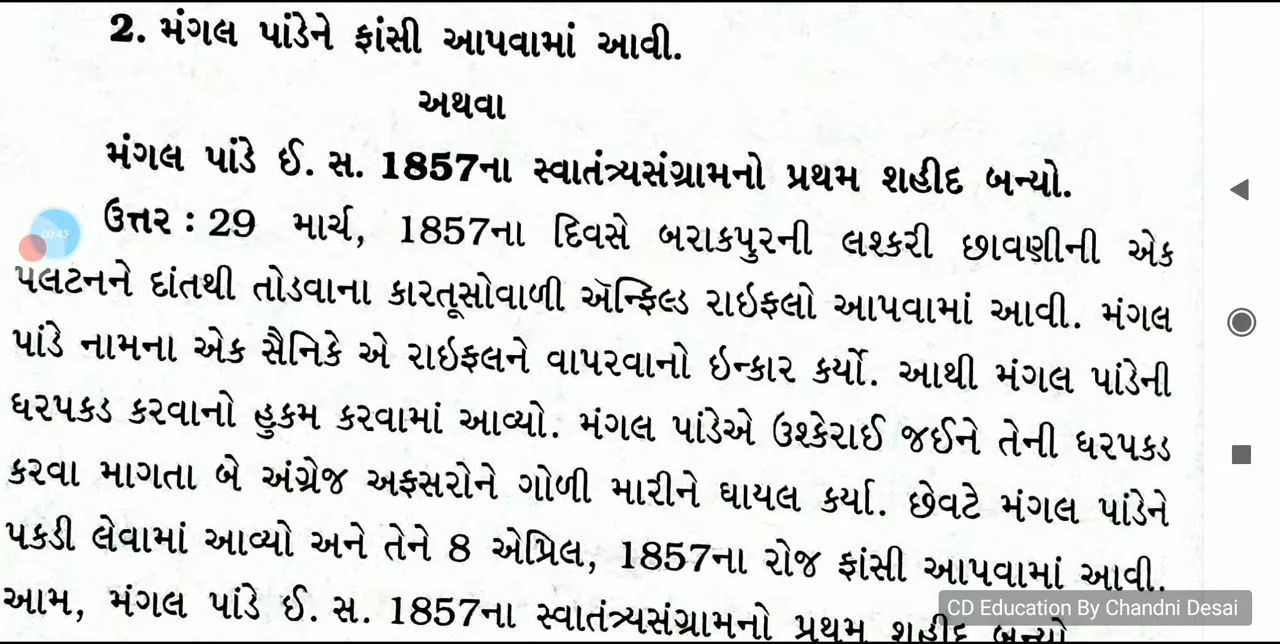 2. મંગલ પાંડેને ફાંસી આપવામાં આવી.
અથવા
મંગલ પાંડે ઈ. સ. 1857ના સ્વાતંત્ર્યસંગ્રામનો પ્રથમ શહીદ બન્યો.
ઉત્તર : 29 માર્ચ, 1857ના દિવસે બરાકપુરની લશ્કરી છાવણીની એક
00:43
પલટનને દાંતથી તોડવાના કારતૂસોવાળી ઍન્ફિલ્ડ રાઇફલો આપવામાં આવી. મંગલ
પાંડે નામના એક સૈનિકે એ રાઇફલને વાપરવાનો ઇન્કાર કર્યો. આથી મંગલ પાંડેની
ધરપકડ કરવાનો હુકમ કરવામાં આવ્યો. મંગલ પાંડેએ ઉશ્કેરાઈ જઈને તેની ધરપકડ
કરવા માગતા બે અંગ્રેજ અફસરોને ગોળી મારીને ઘાયલ કર્યા. છેવટે મંગલ પાંડેને
પકડી લેવામાં આવ્યો અને તેને 8 એપ્રિલ, 1857ના રોજ ફાંસી આપવામાં આવી.
આમ, મંગલ પાંડે ઈ. સ. 1857ના સ્વાતંત્ર્યસંગ્રામનો પ્રથમ શહીદ બન્યો
CD Education By Chandni Desai